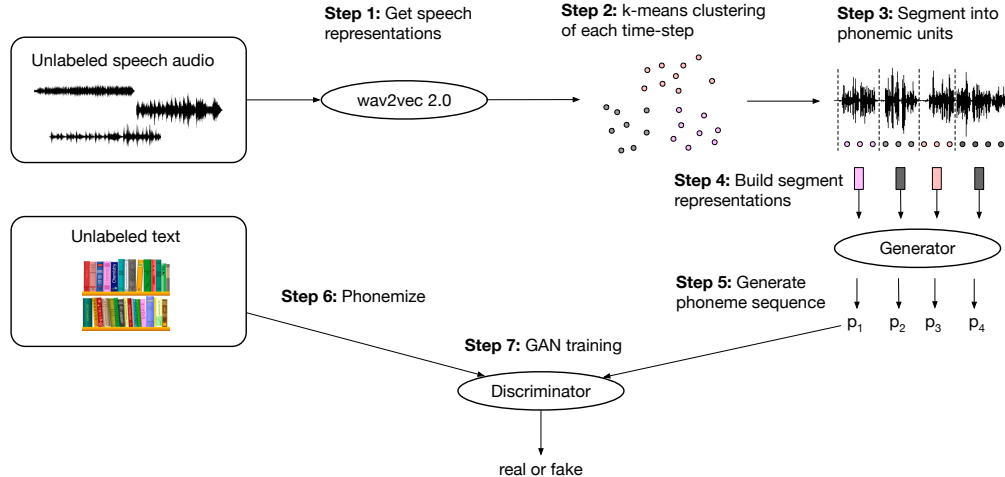 Step 1: Get speech
representations
Step 2: k-means clustering
of each time-step
Step 3: Segment into
phonemic units
Unlabeled speech audio
wav2vec 2.0
Step 4: Build segment
representations
Generator
Unlabeled text
Chemistry
Step 5: Generate
phoneme sequence
Step 6: Phonemize
p1 p2 p3 p4
Step 7: GAN training
Discriminator
real or fake